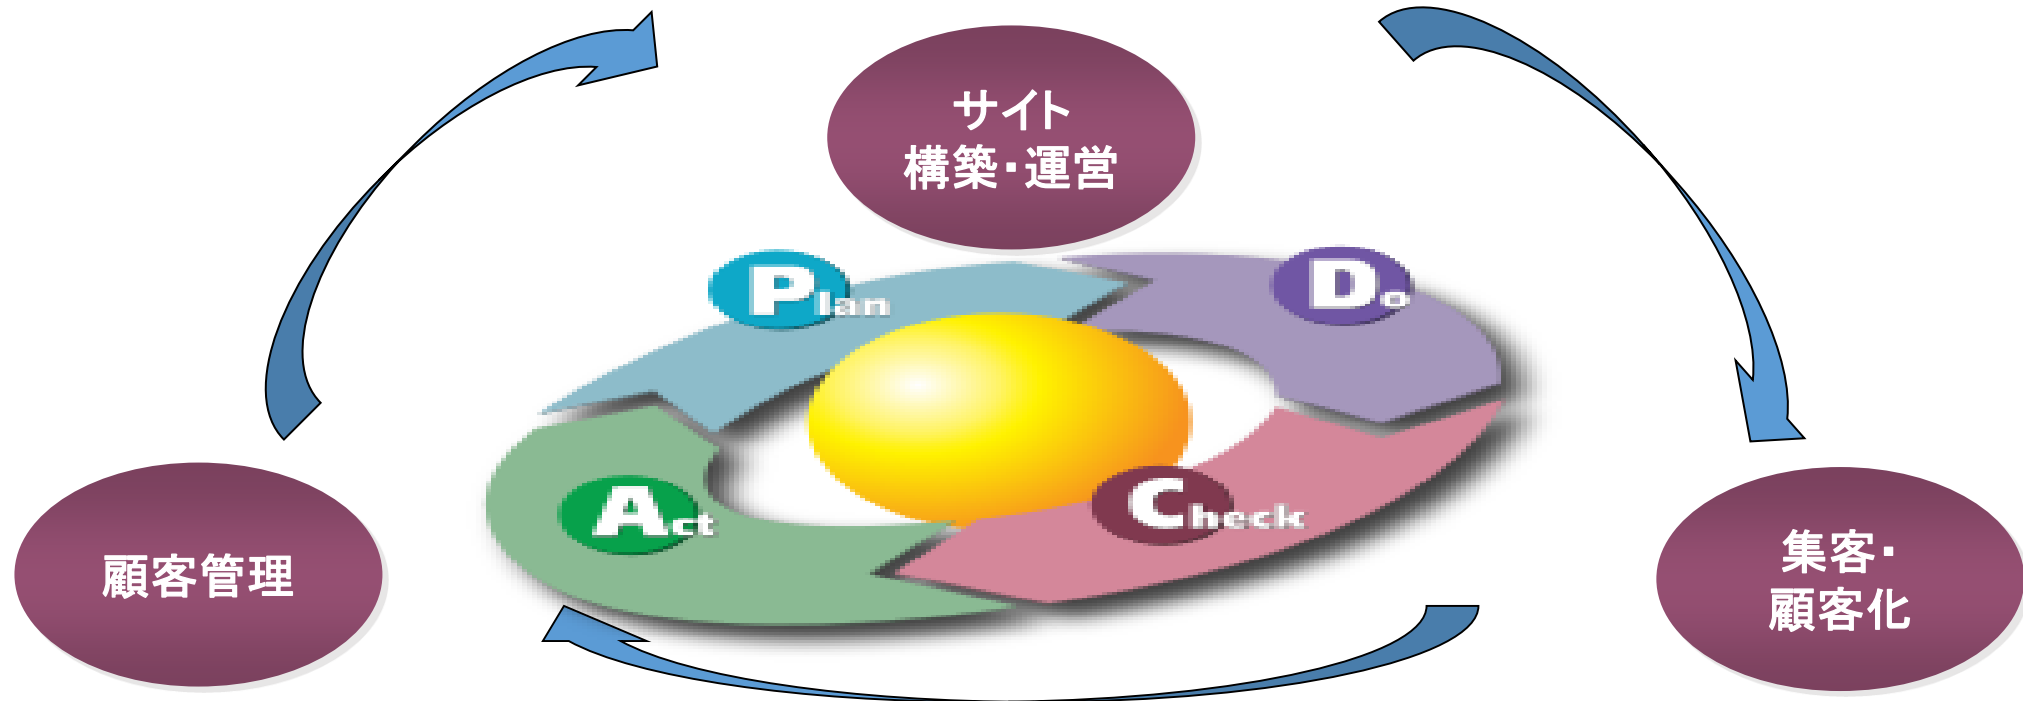 サイト
構築・運営
Plan
Do
Act
Check
顧客管理
集客・
顧客化